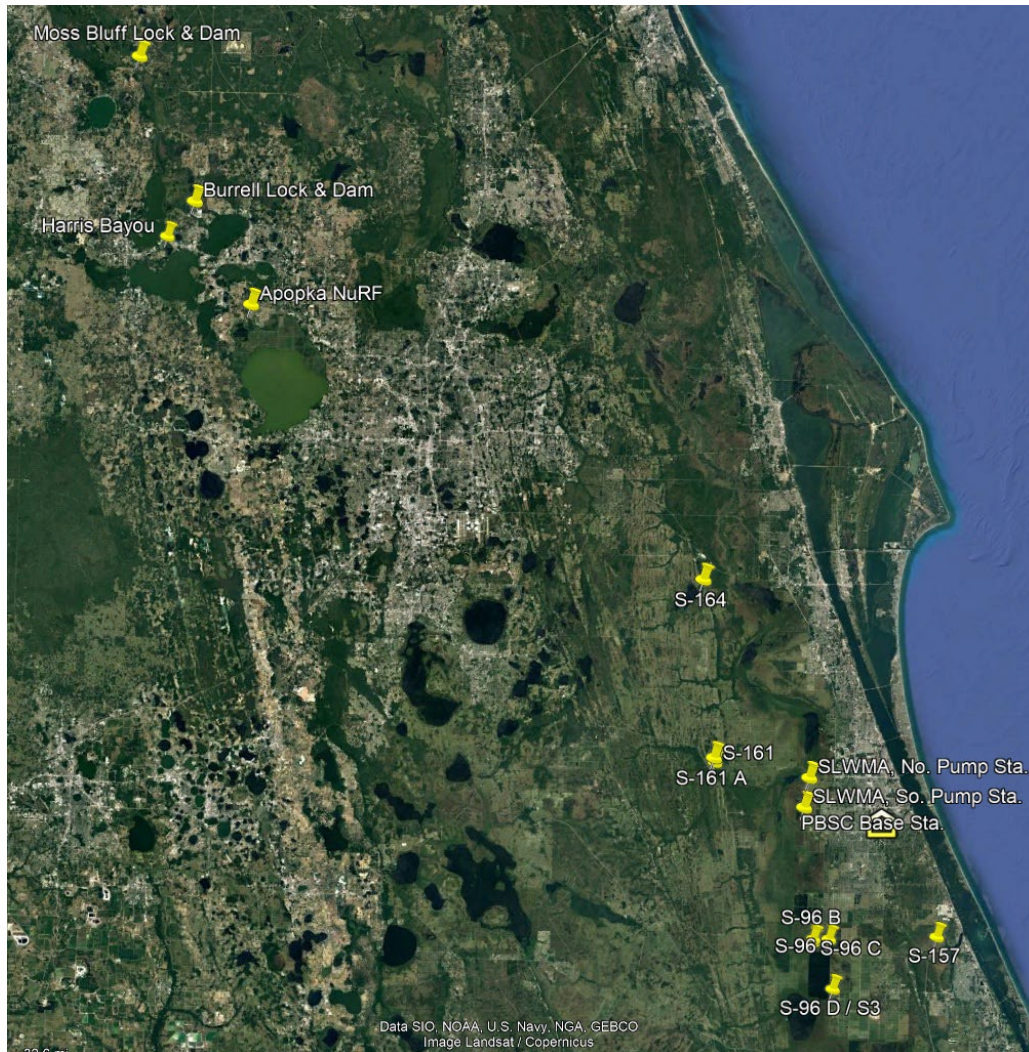 Moss Bluff Lock & Dam
Burrell Lock & Dam
Harris Bayou
Apopka NuRF
S-164
S-161
S-161 A
SLWMA, No. Pump Sta.
SLWMA, So. Pump Sta.
PBSC Base Sta.
S-96 B
S-96
S-96 C
S-157
S-96 D / S3
Data SIO, NOAA, U.S. Navy, NGA, GEBCO
Image Landsat / Copernicus